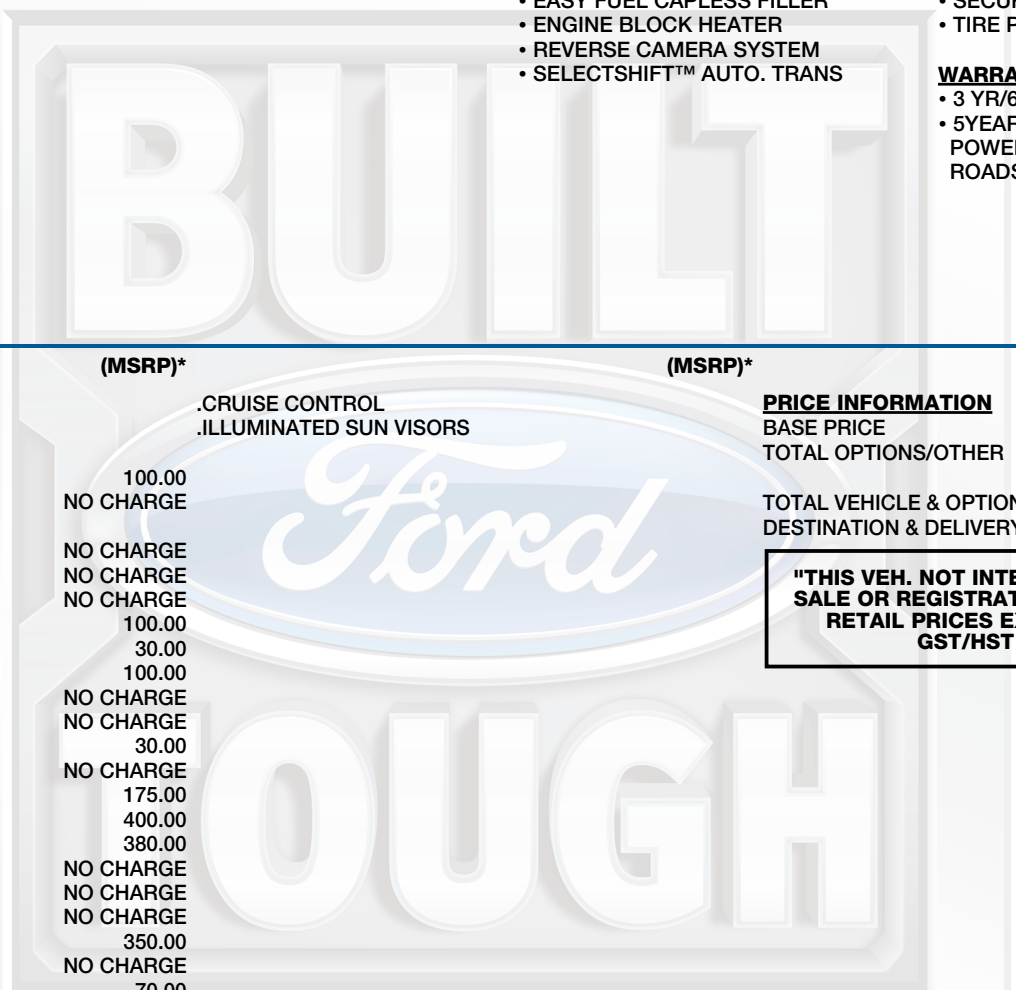 • EASY FUEL CAPLESS FILLER
• ENGINE BLOCK HEATER
• REVERSE CAMERA SYSTEM
• SELECTSHIFT™ AUTO. TRANS
• SECUR
• TIRE P
WARRA
• 3 YR/6
• 5YEAR
POWE
ROADS
BUILT
Ford
TOUGH
(MSRP)*
100.00
NO CHARGE
NO CHARGE
NO CHARGE
NO CHARGE
100.00
30.00
100.00
NO CHARGE
NO CHARGE
30.00
NO CHARGE
175.00
400.00
380.00
NO CHARGE
NO CHARGE
NO CHARGE
350.00
NO CHARGE
70.00
(MSRP)*
.CRUISE CONTROL
.ILLUMINATED SUN VISORS
PRICE INFORMATION
BASE PRICE
TOTAL OPTIONS/OTHER
TOTAL VEHICLE & OPTION
DESTINATION & DELIVERY
"THIS VEH. NOT INTE
SALE OR REGISTRAT
RETAIL PRICES E
GST/HST